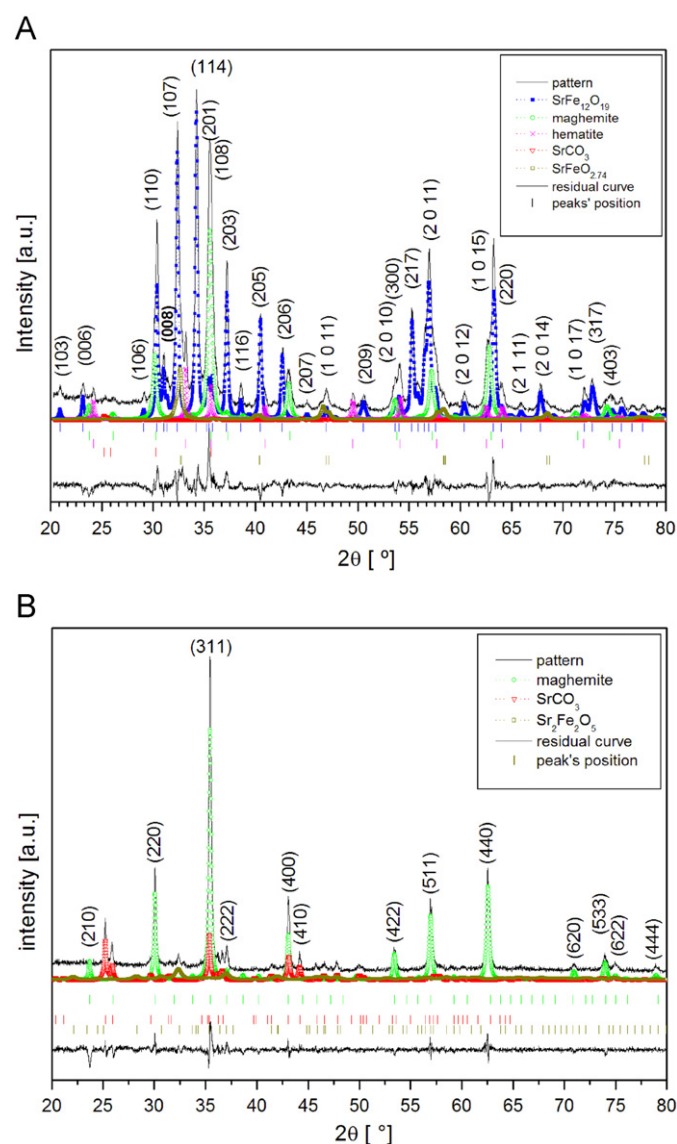 A
pattern
SrFe12O19
maghemite
hematite
SrCO3
SrFeO2.74
residual curve
peaks' position
(103)
(006)
(106)
(110)
(008)
(107)
(114)
(201)
(108)
(203)
(116)
(205)
(206)
(207)
(1 0 11)
(209)
(2 0 10)
(300)
(217)
(2 0 11)
(2 0 12)
(1 0 15)
(220)
(2 1 11)
(2 0 14)
(1 0 17)
(317)
(403)
Intensity [a.u.]
20 25 30 35 40 45 50 55 60 65 70 75 80
2θ [ º]
B
pattern
maghemite
SrCO3
Sr2Fe2O5
residual curve
peak's position
(210)
(220)
(311)
(222)
(400)
(410)
(422)
(511)
(440)
(620)
(533)
(622)
(444)
intensity [a.u.]
20 25 30 35 40 45 50 55 60 65 70 75 80
2θ [ °]